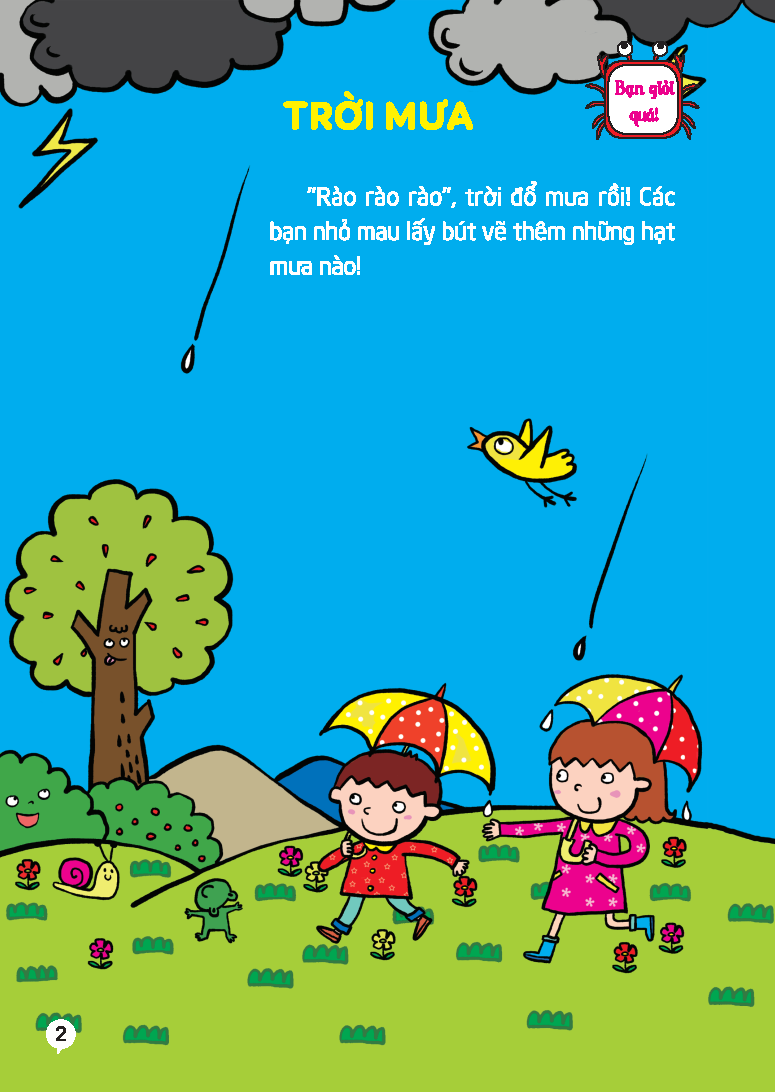 Bạn giỏi
quá!
TRỜI MƯA
"Rào rào rào", trời đổ mưa rồi! Các
bạn nhỏ mau lấy bút vẽ thêm những hạt
mưa nào!
2